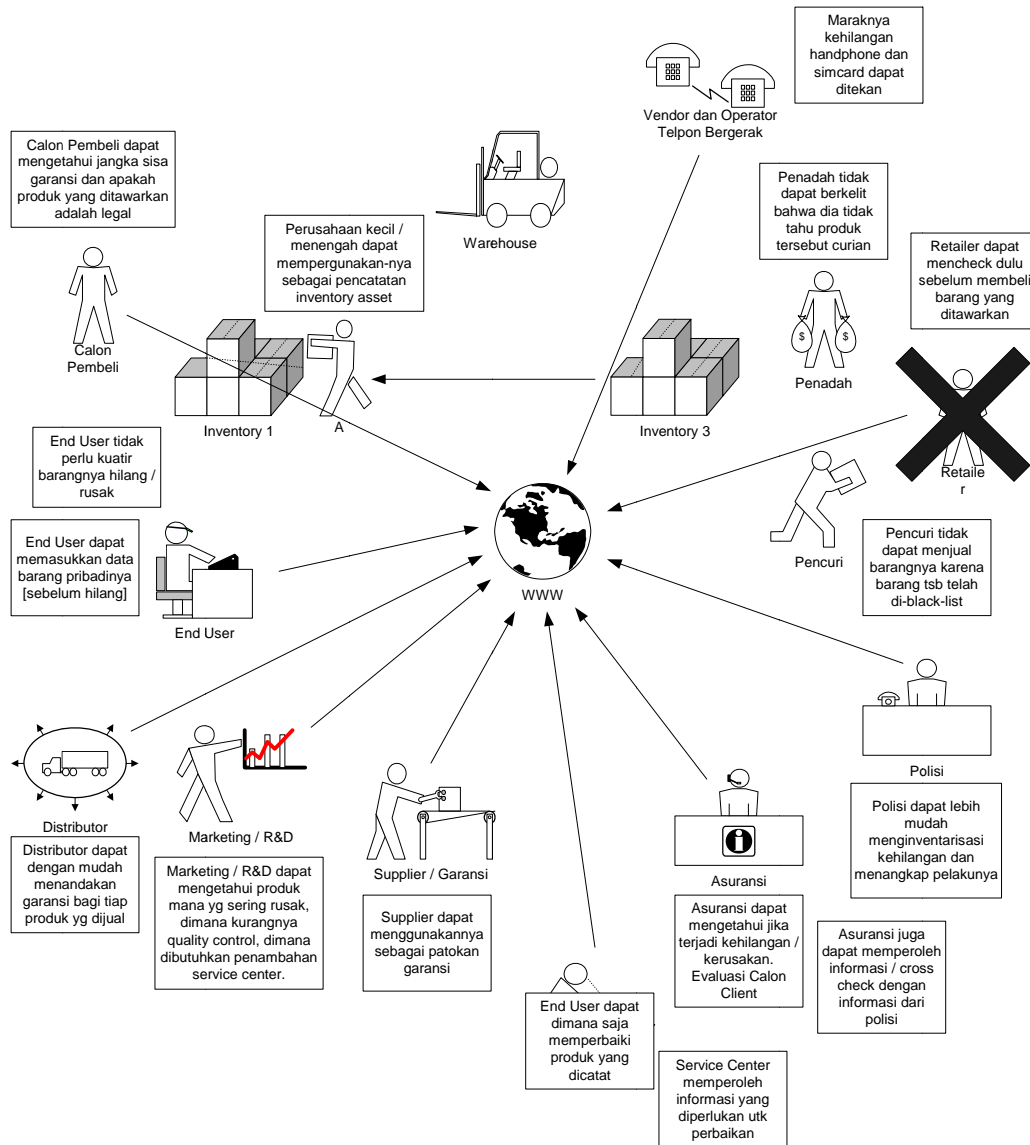 Maraknya
kehilangan
handphone dan
simcard dapat
ditekan
Vendor dan Operator
Telpon Bergerak
Calon Pembeli dapat
mengetahui jangka sisa
garansi dan apakah
produk yang ditawarkan
adalah legal
Calon
Pembeli
Warehouse
Perusahaan kecil /
menengah dapat
mempergunakan-nya
sebagai pencatatan
inventory asset
Penadah tidak
dapat berkelit
bahwa dia tidak
tahu produk
tersebut curian
$
$
Penadah
Retailer dapat
mencheck dulu
sebelum membeli
barang yang
ditawarkan
Retaile
r
Inventory 1
A
Inventory 3
End User tidak
perlu kuatir
barangnya hilang /
rusak
End User dapat
memasukkan data
barang pribadinya
[sebelum hilang]
End User
WWW
Pencuri
Pencuri tidak
dapat menjual
barangnya karena
barang tsb telah
di-black-list
Polisi
Polisi dapat lebih
mudah
menginventarisasi
kehilangan dan
menangkap pelakunya
Distributor
Distributor dapat
dengan mudah
menandakan
garansi bagi tiap
produk yg dijual
Marketing / R&D
Marketing / R&D dapat
mengetahui produk
mana yg sering rusak,
dimana kurangnya
quality control, dimana
dibutuhkan penambahan
service center.
Supplier / Garansi
Supplier dapat
menggunakannya
sebagai patokan
garansi
i
Asuransi
Asuransi dapat
mengetahui jika
terjadi kehilangan /
kerusakan.
Evaluasi Calon
Client
Asuransi juga
dapat memperoleh
informasi / cross
check dengan
informasi dari
polisi
End User dapat
dimana saja
memperbaiki
produk yang
dicatat
Service Center
memperoleh
informasi yang
diperlukan utk
perbaikan